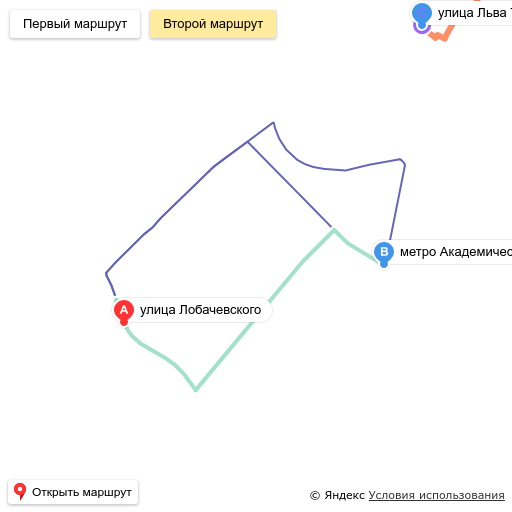 Первый маршрут
Второй маршрут
улица Льва
метро Академичес
A
улица Лобачевского
B
Открыть маршрут
© Яндекс Условия использования